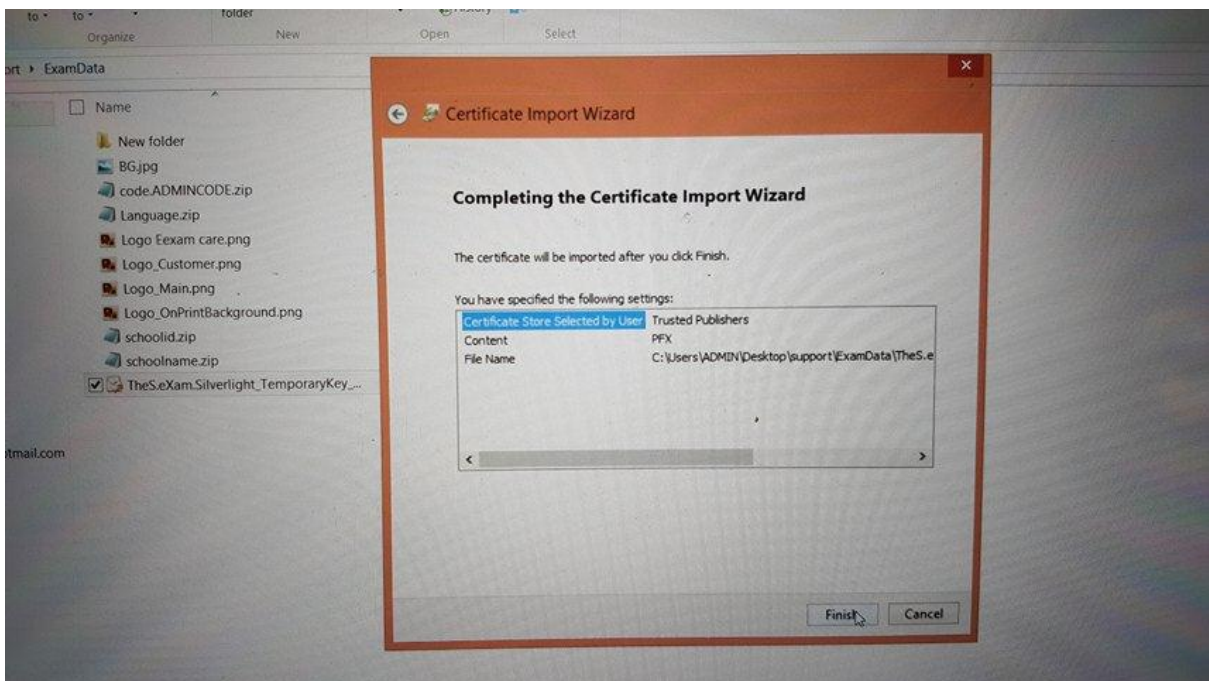 to to folder History
Organize New Open Select
ort ExamData
Name
New folder
BG.jpg
code.ADMINCODE.zip
Language.zip
Logo Eexam care.png
Logo_Customer.png
Logo_Main.png
Logo_OnPrintBackground.png
schoolid.zip
schoolname.zip
TheS.eXam.Silverlight_TemporaryKey_...
tmail.com
Certificate Import Wizard
Completing the Certificate Import Wizard
The certificate will be imported after you click Finish.
You have specified the following settings:
Certificate Store Selected by User Trusted Publishers
Content PFX
File Name C:\Users\ADMIN\Desktop\support\ExamData\TheS.e
Finish Cancel